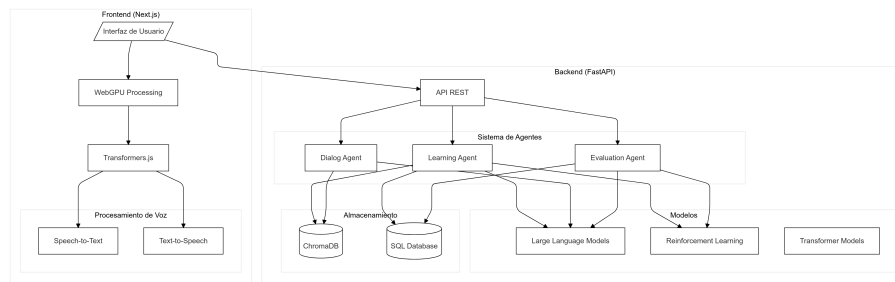 Frontend (Next.js)
Interfaz de Usuario
WebGPU Processing
Transformers.js
Procesamiento de Voz
Speech-to-Text
Text-to-Speech
Backend (FastAPI)
API REST
Sistema de Agentes
Dialog Agent
Learning Agent
Evaluation Agent
Almacenamiento
ChromaDB
SQL Database
Modelos
Large Language Models
Reinforcement Learning
Transformer Models